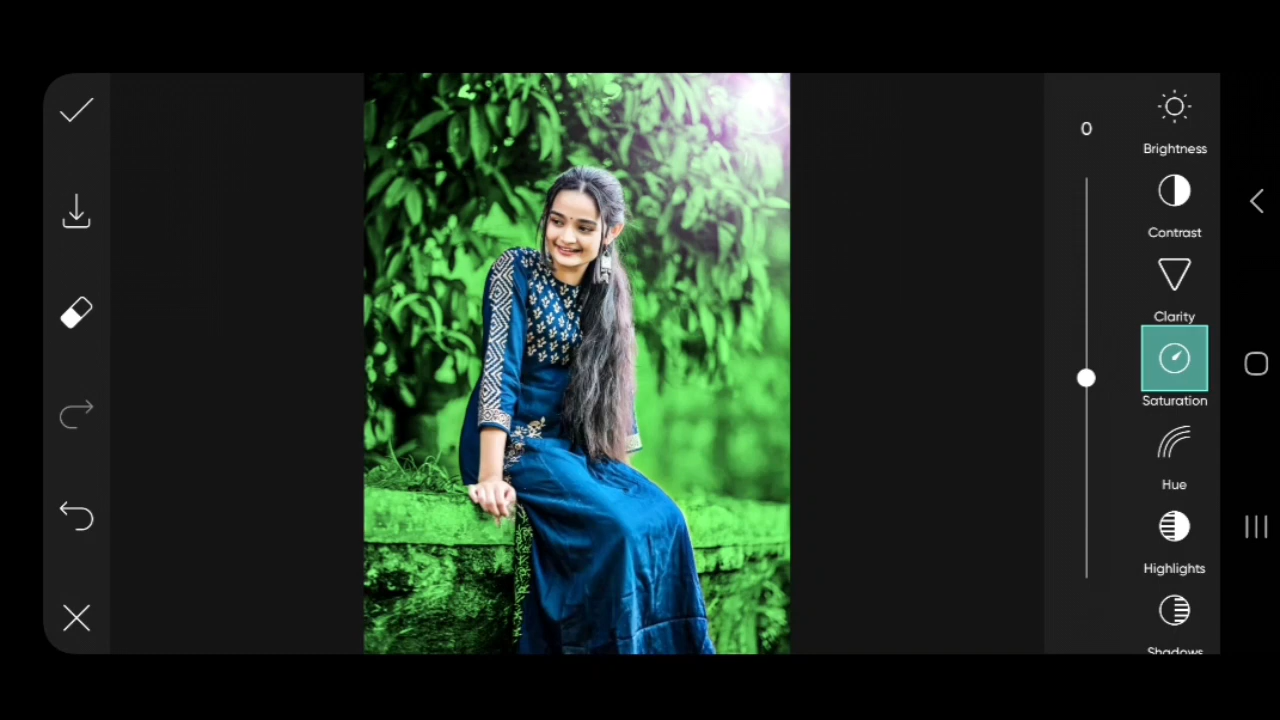 0
Brightness
Contrast
Clarity
Saturation
Hue
Highlights
Shadows